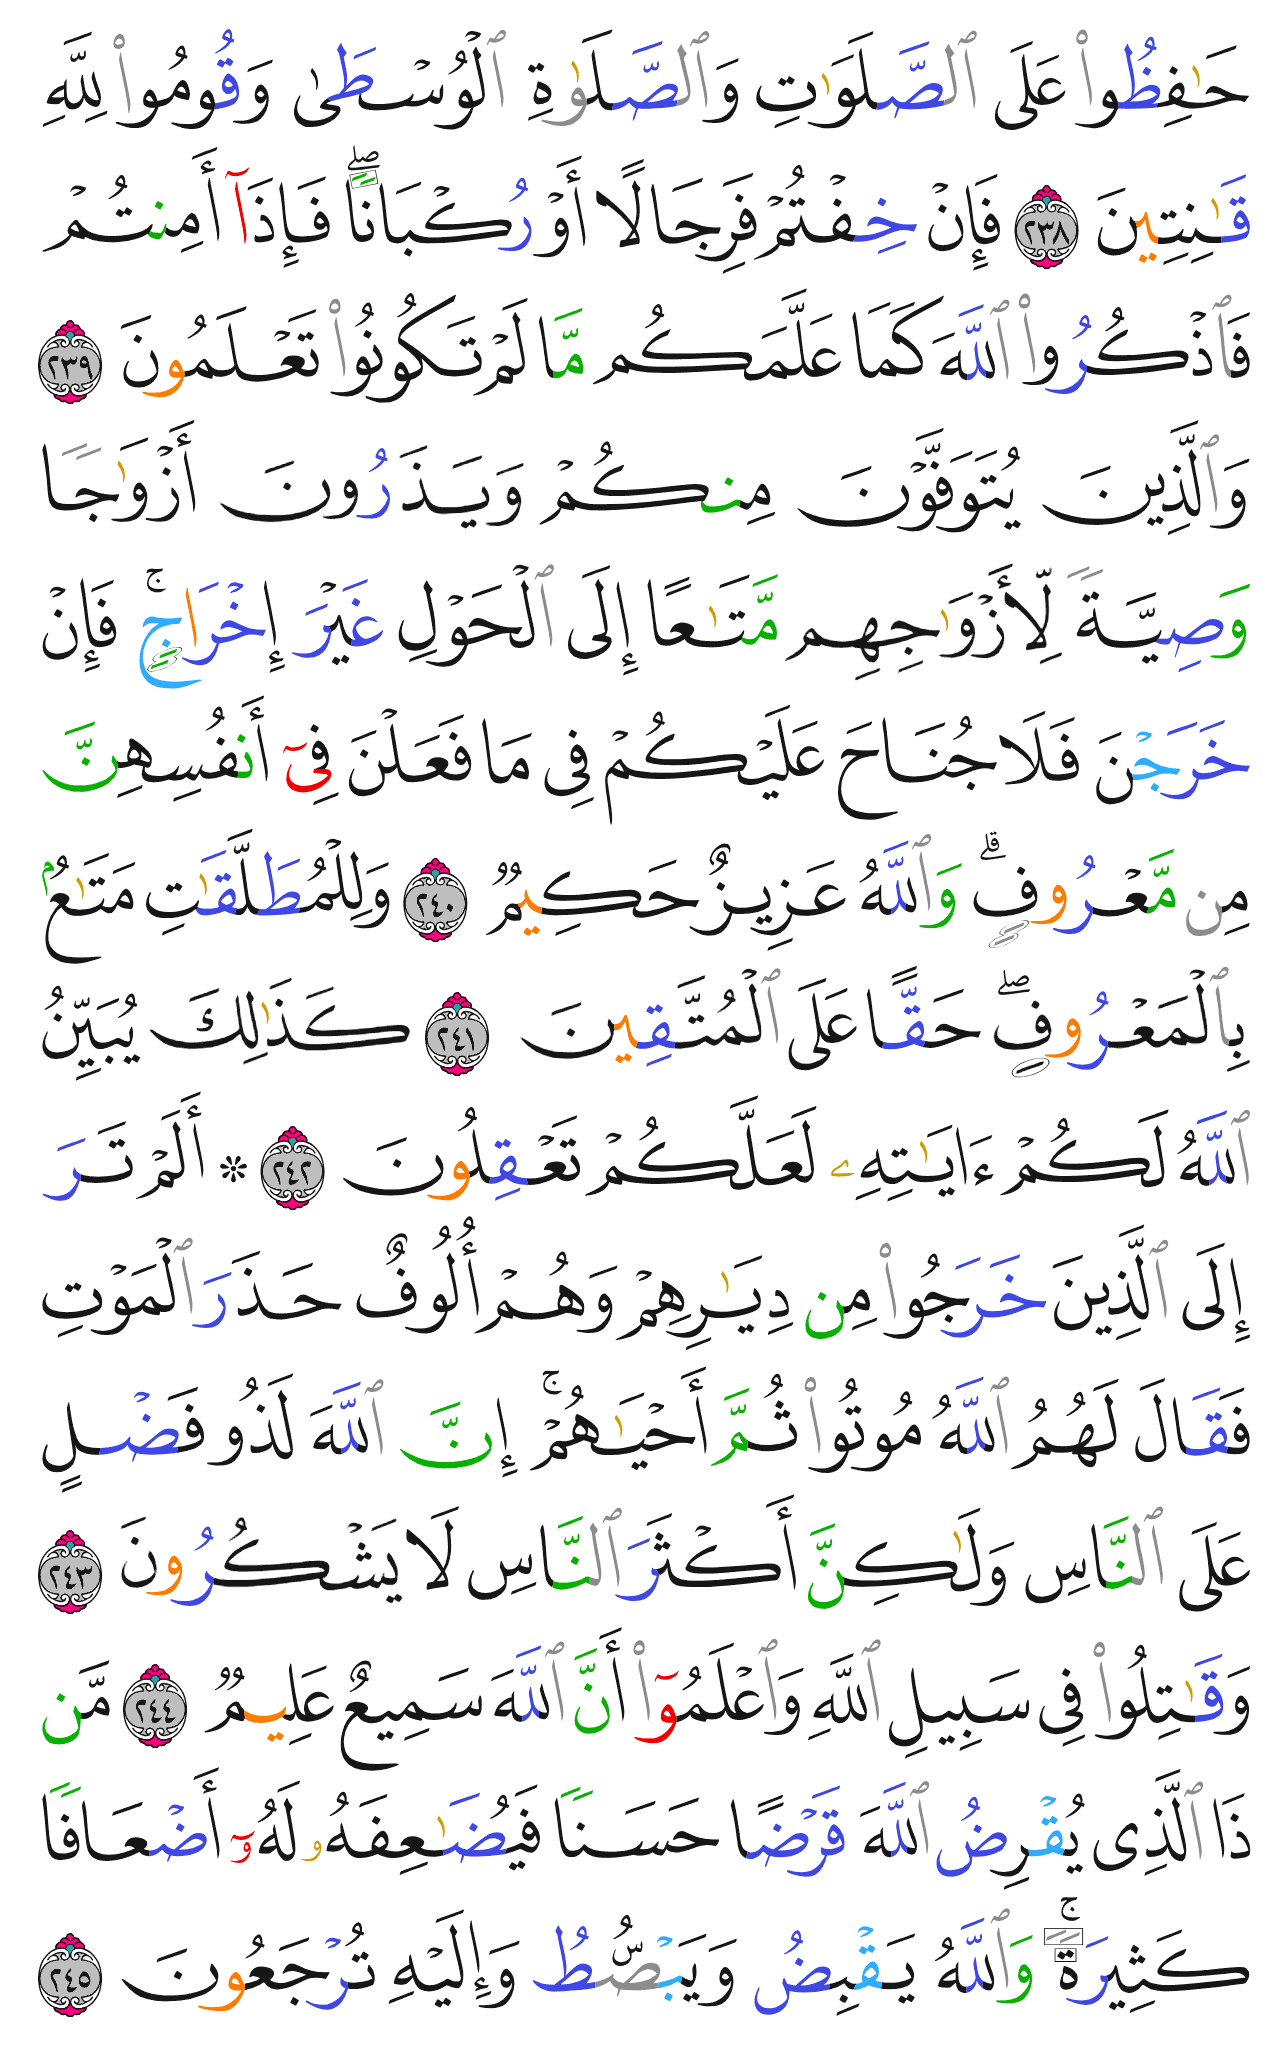 حَـٰفِظُوا۟ عَلَى ٱلصَّلَوَٰتِ وَٱلصَّلَوٰةِ ٱلْوُسْطَىٰ وَقُومُوا۟ لِلَّهِ
قَـٰنِتِينَ ٢٣٨ فَإِنْ خِفْتُمْ فَرِجَالًا أَوْ رُكْبَانًا ۖ فَإِذَآ أَمِنتُمْ
فَٱذْكُرُوا۟ ٱللَّهَ كَمَا عَلَّمَكُم مَّا لَمْ تَكُونُوا۟ تَعْلَمُونَ ٢٣٩
وَٱلَّذِينَ يُتَوَفَّوْنَ مِنكُمْ وَيَذَرُونَ أَزْوَٰجًا
وَصِيَّةً لِّأَزْوَٰجِهِم مَّتَـٰعًا إِلَى ٱلْحَوْلِ غَيْرَ إِخْرَاجٍ ۚ فَإِنْ
خَرَجْنَ فَلَا جُنَاحَ عَلَيْكُمْ فِى مَا فَعَلْنَ فِىٓ أَنفُسِهِنَّ
مِن مَّعْرُوفٍ ۗ وَٱللَّهُ عَزِيزٌ حَكِيمٌ ٢٤٠ وَلِلْمُطَلَّقَـٰتِ مَتَـٰعٌۢ
بِٱلْمَعْرُوفِ ۖ حَقًّا عَلَى ٱلْمُتَّقِينَ ٢٤١ كَذَٰلِكَ يُبَيِّنُ
ٱللَّهُ لَكُمْ ءَايَـٰتِهِۦ لَعَلَّكُمْ تَعْقِلُونَ ٢٤٢ ۞ أَلَمْ تَرَ
إِلَى ٱلَّذِينَ خَرَجُوا۟ مِن دِيَـٰرِهِمْ وَهُمْ أُلُوفٌ حَذَرَ ٱلْمَوْتِ
فَقَالَ لَهُمُ ٱللَّهُ مُوتُوا۟ ثُمَّ أَحْيَـٰهُمْ ۚ إِنَّ ٱللَّهَ لَذُو فَضْلٍ
عَلَى ٱلنَّاسِ وَلَـٰكِنَّ أَكْثَرَ ٱلنَّاسِ لَا يَشْكُرُونَ ٢٤٣
وَقَـٰتِلُوا۟ فِى سَبِيلِ ٱللَّهِ وَٱعْلَمُوٓا۟ أَنَّ ٱللَّهَ سَمِيعٌ عَلِيمٌ ٢٤٤ مَّن
ذَا ٱلَّذِى يُقْرِضُ ٱللَّهَ قَرْضًا حَسَنًا فَيُضَـٰعِفَهُۥ لَهُۥٓ أَضْعَافًا
كَثِيرَةً ۚ وَٱللَّهُ يَقْبِضُ وَيَبْصُۜطُ وَإِلَيْهِ تُرْجَعُونَ ٢٤٥